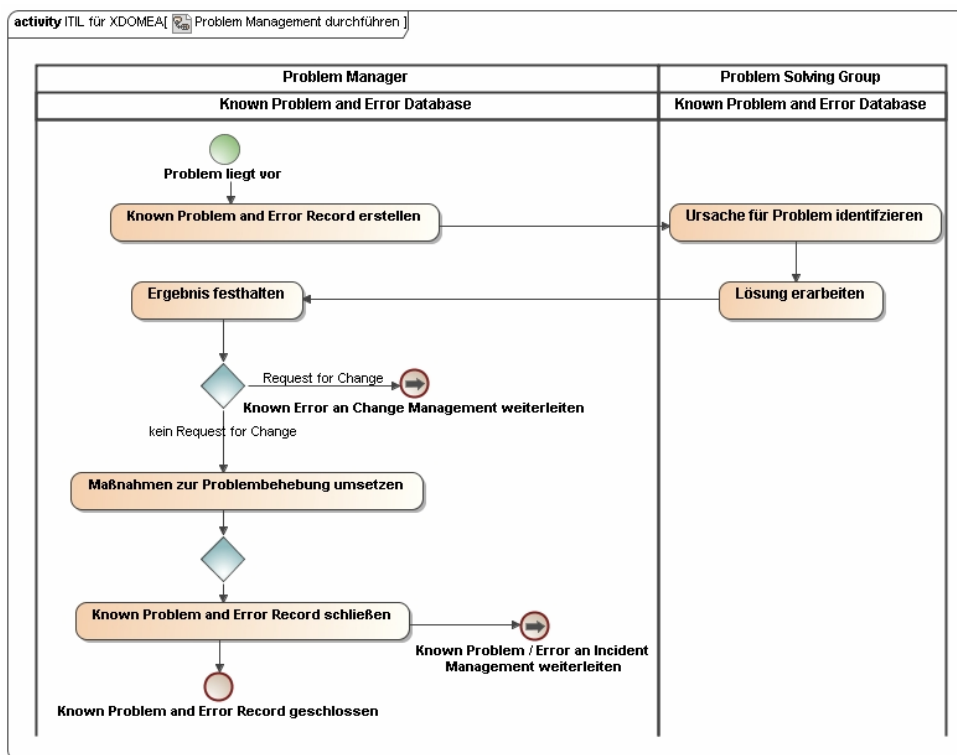 activity ITIL für XDOMEA[ Problem Management durchführen ]
Problem Manager
Problem Solving Group
Known Problem and Error Database
Known Problem and Error Database
Problem liegt vor
Known Problem and Error Record erstellen
Ursache für Problem identifzieren
Ergebnis festhalten
Lösung erarbeiten
Request for Change
Known Error an Change Management weiterleiten
kein Request for Change
Maßnahmen zur Problembehebung umsetzen
Known Problem and Error Record schließen
Known Problem / Error an Incident
Management weiterleiten
Known Problem and Error Record geschlossen